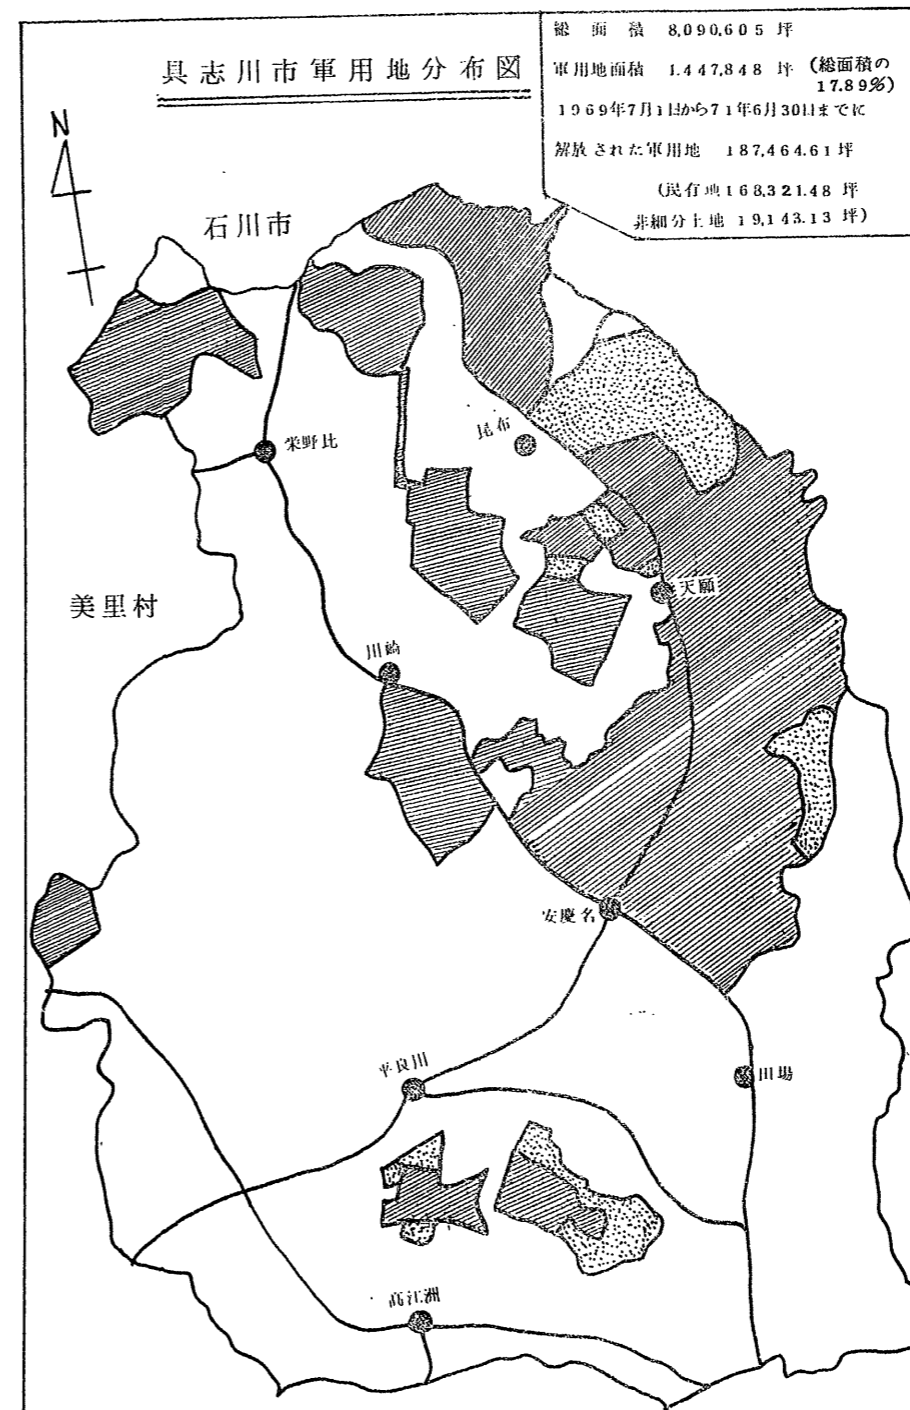 具志川市軍用地分布図
総面積 8,090,605 坪
軍用地面積 1,447,848 坪 (総面積の
17.89%)
1969年7月1日から71年6月30日までに
解放された軍用地 187,464.61 坪
(民有地168,321.48 坪
非細分土地 19,143.13 坪)
N
石川市
栄野比
昆布
天願
美里村
川崎
安慶名
平良川
田場
高江洲